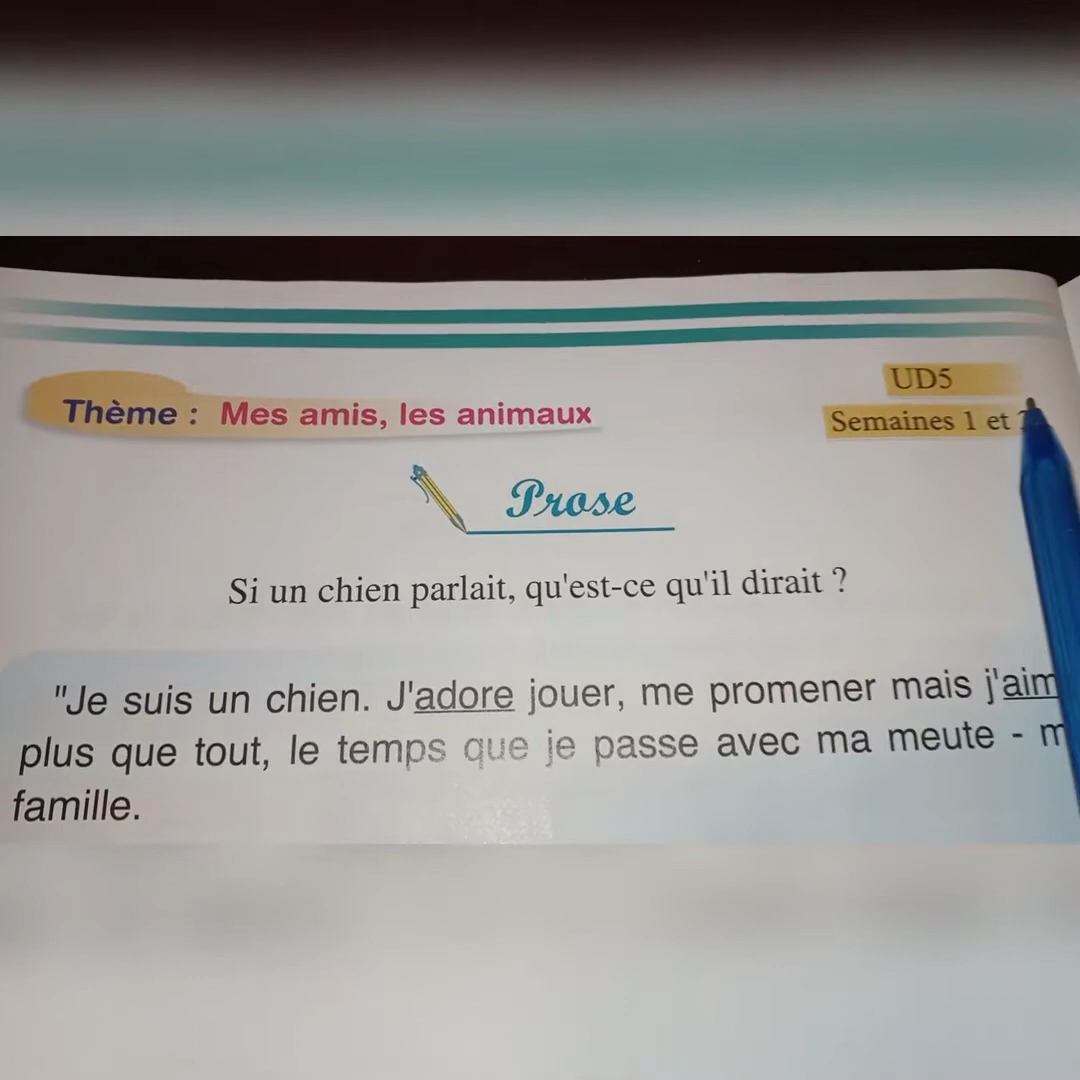 UD5
Thème : Mes amis, les animaux
Semaines 1 et
Prose
Si un chien parlait, qu'est-ce qu'il dirait ?
"Je suis un chien. J'adore jouer, me promener mais
plus que tout, le temps que je passe avec ma meute -
famille.